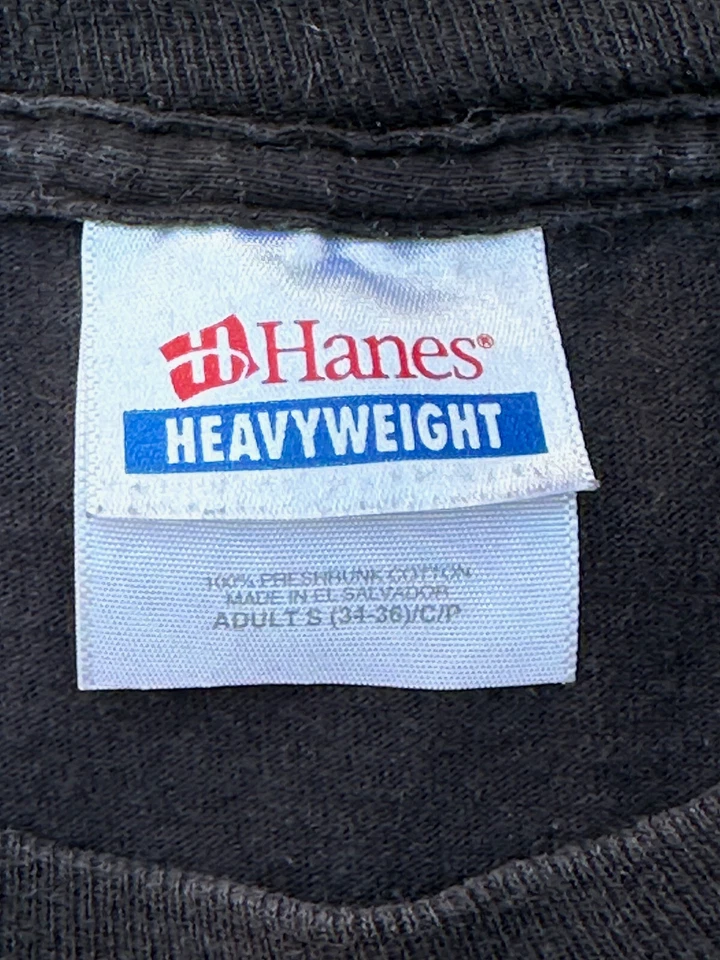 Hanes®
HEAVYWEIGHT
100% PRESHRUNK COTTON
MADE IN EL SALVADOR
ADULT S (34-36)/C/P